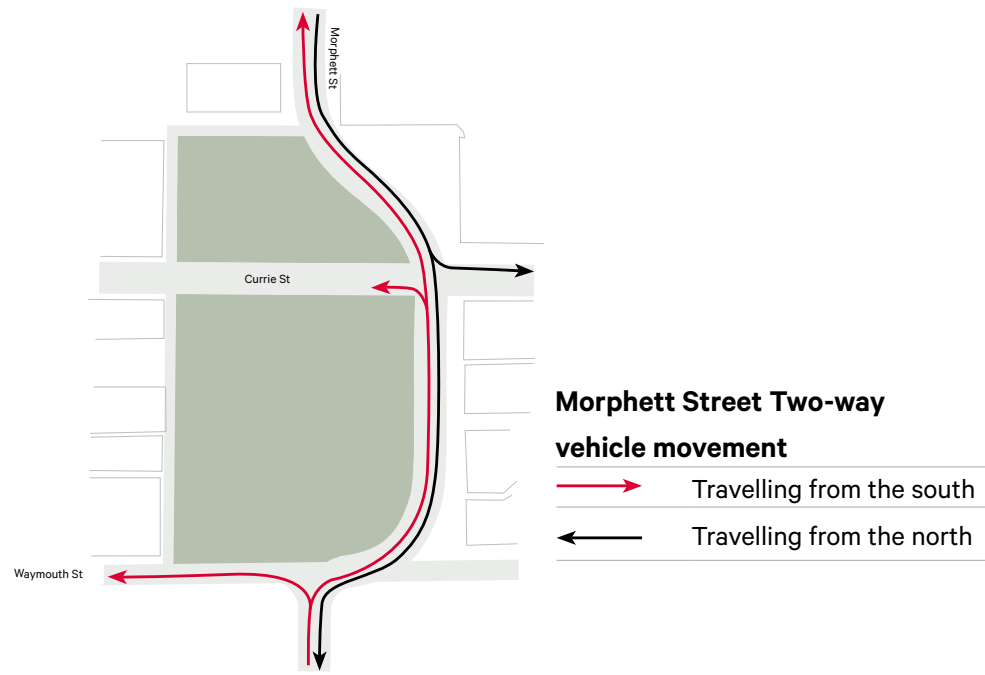 Morphett St
Currie St
Waymouth St
Morphett Street Two-way
vehicle movement
Travelling from the south
Travelling from the north